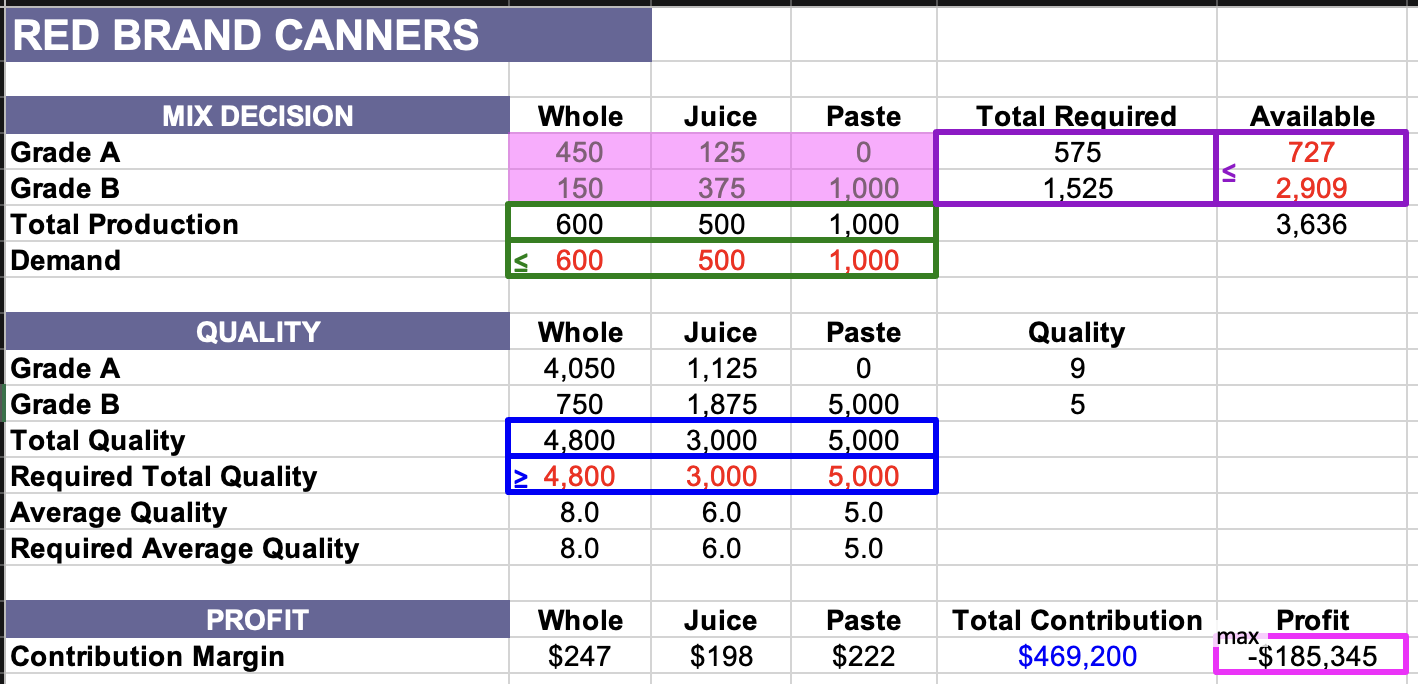 RED BRAND CANNERS
MIX DECISION Whole Juice Paste Total Required Available
Grade A 450 125 0 575 ≤ 727
Grade B 150 375 1,000 1,525 2,909
Total Production 600 500 1,000 3,636
Demand ≤ 600 500 1,000
QUALITY Whole Juice Paste Quality
Grade A 4,050 1,125 0 9
Grade B 750 1,875 5,000 5
Total Quality 4,800 3,000 5,000
Required Total Quality ≥ 4,800 3,000 5,000
Average Quality 8.0 6.0 5.0
Required Average Quality 8.0 6.0 5.0
PROFIT Whole Juice Paste Total Contribution Profit
Contribution Margin $247 $198 $222 $469,200 max -$185,345